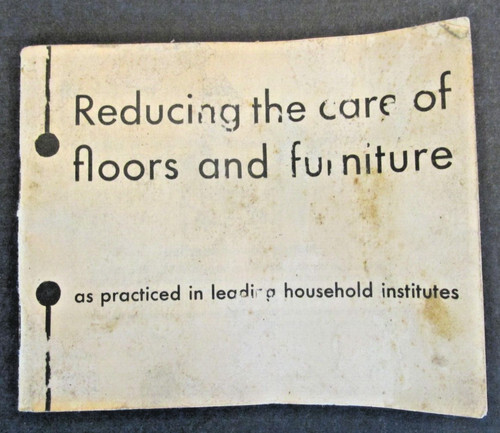 Reducing the care of
floors and furniture
as practiced in leading household institutes